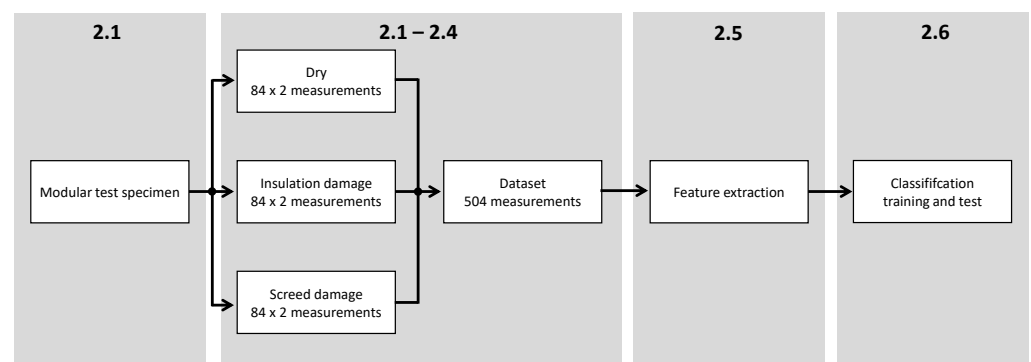 2.1
2.1 – 2.4
2.5
2.6
Dry
84 x 2 measurements
Modular test specimen
Insulation damage
84 x 2 measurements
Dataset
504 measurements
Feature extraction
Classififcation
training and test
Screed damage
84 x 2 measurements